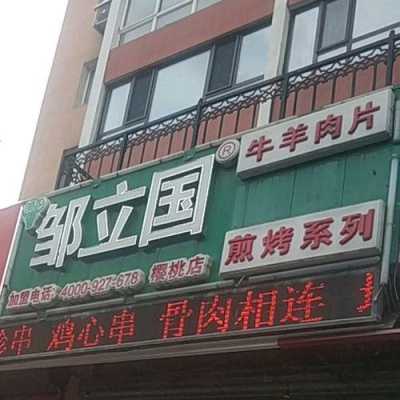 邹立国®
牛羊肉片
煎烤系列
加盟电话: 4000-927-678 樱桃店
串 鸡心串 骨肉相连